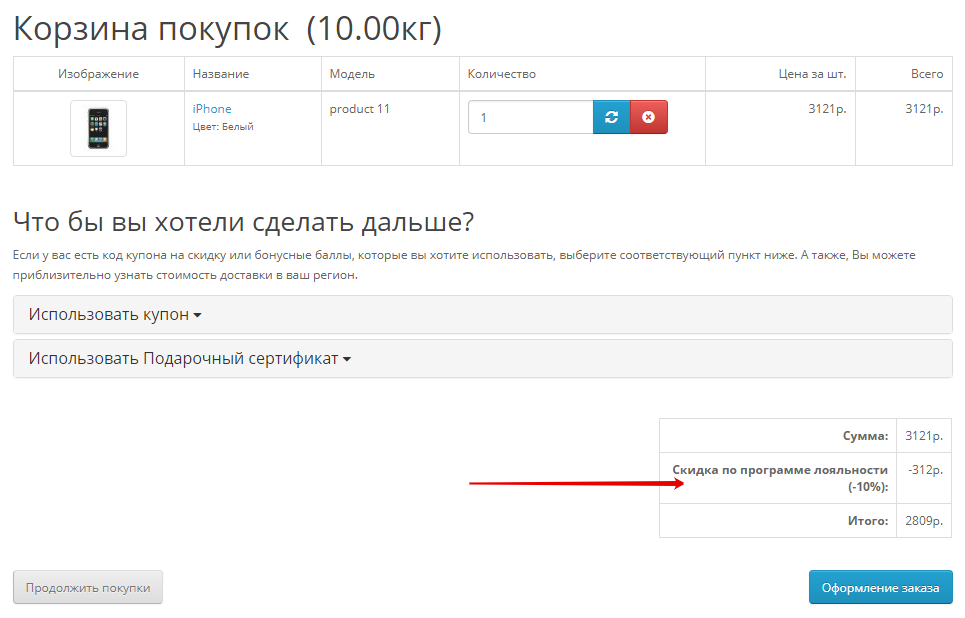 Корзина покупок (10.00кг)
Изображение Название Модель Количество Цена за шт. Всего
iPhone product 11 1 3121р. 3121р.
Цвет: Белый
Что бы вы хотели сделать дальше?
Если у вас есть код купона на скидку или бонусные баллы, которые вы хотите использовать, выберите соответствующий пункт ниже. А также, Вы можете
приблизительно узнать стоимость доставки в ваш регион.
Использовать купон
Использовать Подарочный сертификат
Сумма: 3121р.
Скидка по программе лояльности -312р.
(-10%):
Итого: 2809р.
Продолжить покупки Оформление заказа